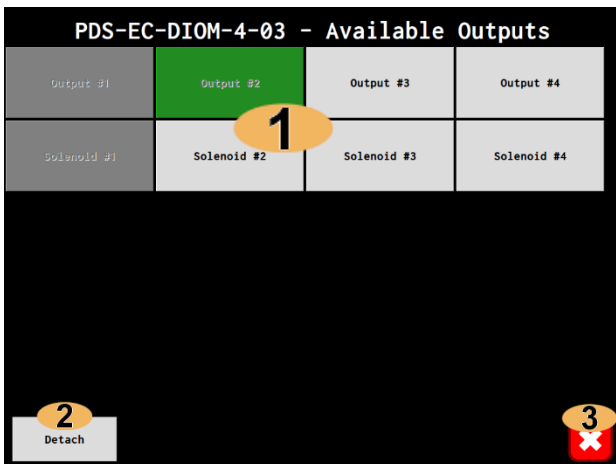 PDS-EC-DIOM-4-03 - Available Outputs
Output #1 Output #2 Output #3 Output #4
1
Solenoid #1 Solenoid #2 Solenoid #3 Solenoid #4
2
Detach
3